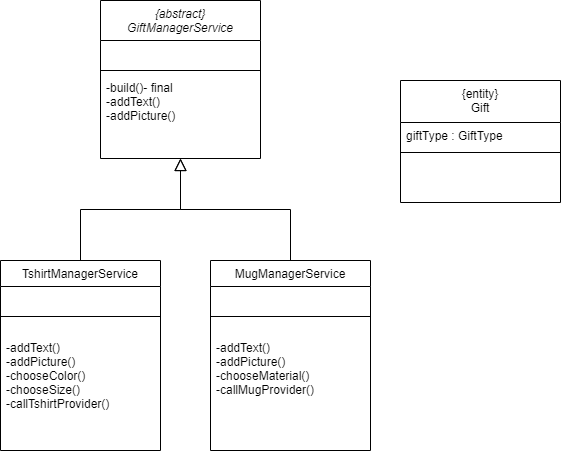 {abstract}
GiftManagerService
-build()- final
-addText()
-addPicture()
{entity}
Gift
giftType : GiftType
TshirtManagerService
-addText()
-addPicture()
-chooseColor()
-chooseSize()
-callTshirtProvider()
MugManagerService
-addText()
-addPicture()
-chooseMaterial()
-callMugProvider()